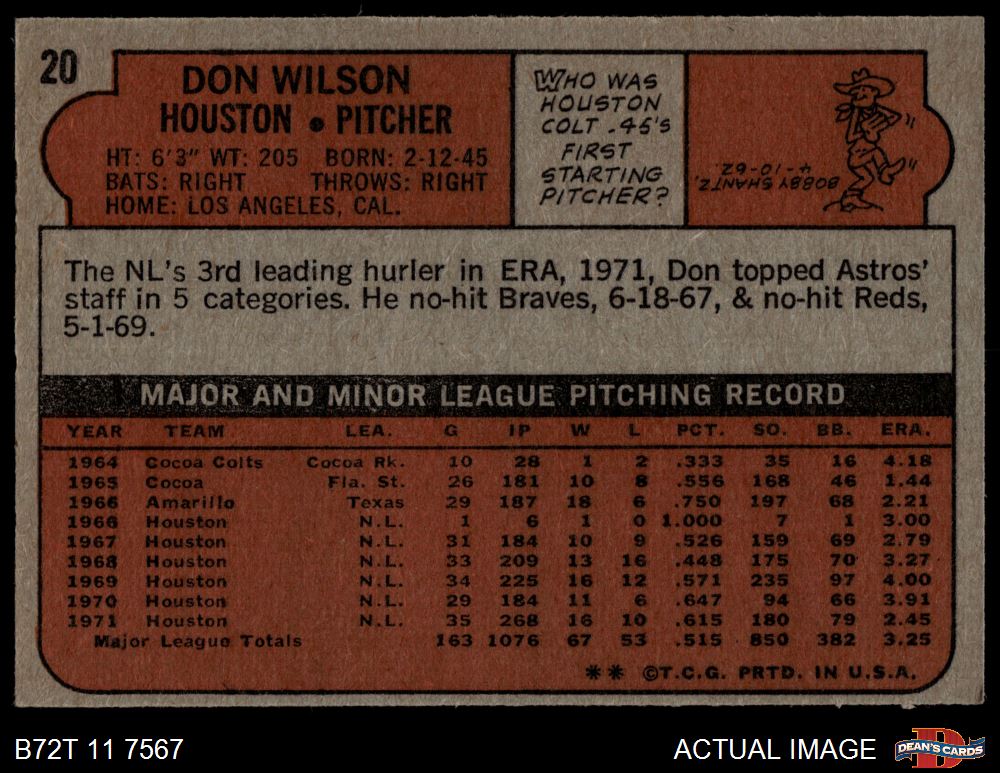 20
DON WILSON
HOUSTON • PITCHER
HT: 6'3" WT: 205 BORN: 2-12-45
BATS: RIGHT THROWS: RIGHT
HOME: LOS ANGELES, CAL.
WHO WAS
HOUSTON
COLT .45'S
FIRST
STARTING
PITCHER?
BOBBY SHANTZ,
4-10-62.
The NL's 3rd leading hurler in ERA, 1971, Don topped Astros'
staff in 5 categories. He no-hit Braves, 6-18-67, & no-hit Reds,
5-1-69.
MAJOR AND MINOR LEAGUE PITCHING RECORD
YEAR TEAM LEA. G IP W L PCT. SO. BB. ERA.
1964 Cocoa Colts Cocoa Rk. 10 28 1 2 .333 35 16 4.18
1965 Cocoa Fla. St. 26 181 10 8 .556 168 46 1.44
1966 Amarillo Texas 29 187 18 6 .750 197 68 2.21
1966 Houston N.L. 1 6 1 0 1.000 7 1 3.00
1967 Houston N.L. 31 184 10 9 .526 159 69 2.79
1968 Houston N.L. 33 209 13 16 .448 175 70 3.27
1969 Houston N.L. 34 225 16 12 .571 235 97 4.00
1970 Houston N.L. 29 184 11 6 .647 94 66 3.91
1971 Houston N.L. 35 268 16 10 .615 180 79 2.45
Major League Totals 163 1076 67 53 .515 850 382 3.25
** ©T.C.G. PRTD. IN U.S.A.
B72T 11 7567
ACTUAL IMAGE
DEAN'S CARDS